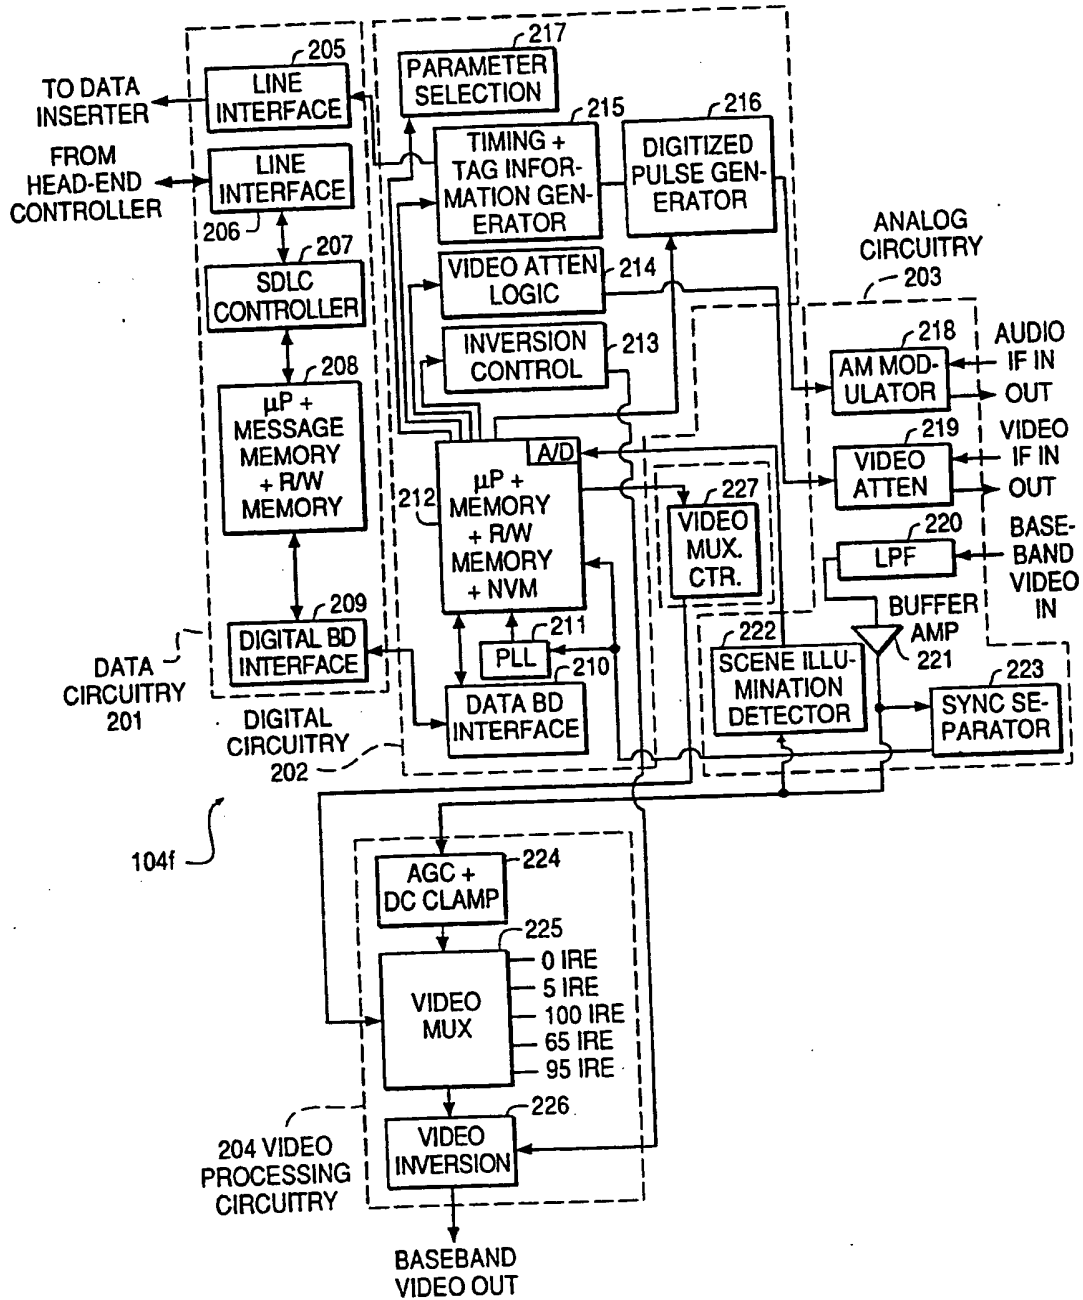 217
205
PARAMETER
SELECTION
TO DATA
INSERTER
LINE
INTERFACE
215
216
TIMING +
TAG INFOR-
MATION GEN-
ERATOR
DIGITIZED
PULSE GEN-
ERATOR
FROM
HEAD-END
CONTROLLER
LINE
INTERFACE
206
ANALOG
CIRCUITRY
203
207
SDLC
CONTROLLER
VIDEO ATTEN
LOGIC
214
INVERSION
CONTROL
213
218
AM MOD-
ULATOR
AUDIO
IF IN
OUT
208
μP +
MESSAGE
MEMORY
+ R/W
MEMORY
212
A/D
μP +
MEMORY
+ R/W
MEMORY
+ NVM
219
VIDEO
ATTEN
VIDEO
IF IN
OUT
227
VIDEO
MUX.
CTR.
220
LPF
BASE-
BAND
VIDEO
IN
BUFFER
AMP
221
209
DIGITAL BD
INTERFACE
211
PLL
210
DATA BD
INTERFACE
222
SCENE ILLU-
MINATION
DETECTOR
223
SYNC SE-
PARATOR
DATA
CIRCUITRY
201
DIGITAL
CIRCUITRY
202
104f
224
AGC +
DC CLAMP
225
VIDEO
MUX
0 IRE
5 IRE
100 IRE
65 IRE
95 IRE
226
VIDEO
INVERSION
204 VIDEO
PROCESSING
CIRCUITRY
BASEBAND
VIDEO OUT